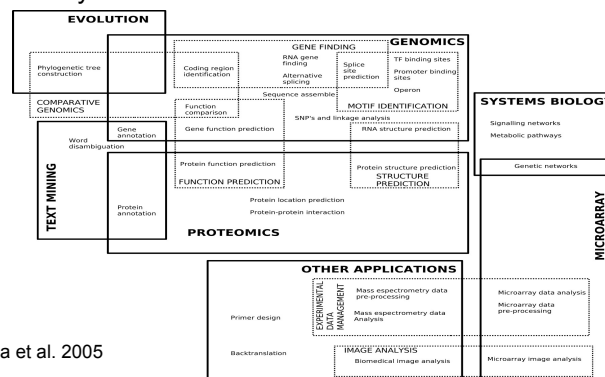 EVOLUTION
GENOMICS
GENE FINDING
Phylogenetic tree
construction
Coding region
identification
RNA gene
finding
Alternative
splicing
Splice
site
prediction
TF binding sites
Promoter binding
sites
Operon
Sequence assemble
COMPARATIVE
GENOMICS
Function
comparison
MOTIF IDENTIFICATION
SNP's and linkage analysis
SYSTEMS BIOLOGY
Signalling networks
Metabolic pathways
Word
disambiguation
Gene
annotation
Gene function prediction
RNA structure prediction
TEXT MINING
Protein function prediction
FUNCTION PREDICTION
Protein structure prediction
STRUCTURE
PREDICTION
Genetic networks
Protein
annotation
Protein location prediction
Protein-protein interaction
PROTEOMICS
MICROARRAY
OTHER APPLICATIONS
EXPERIMENTAL
DATA
MANAGEMENT
Mass espectrometry data
pre-processing
Mass espectrometry data
Analysis
Microarray data analysis
Microarray data
pre-processing
Primer design
a et al. 2005
Backtranslation
IMAGE ANALYSIS
Biomedical image analysis
Microarray image analysis